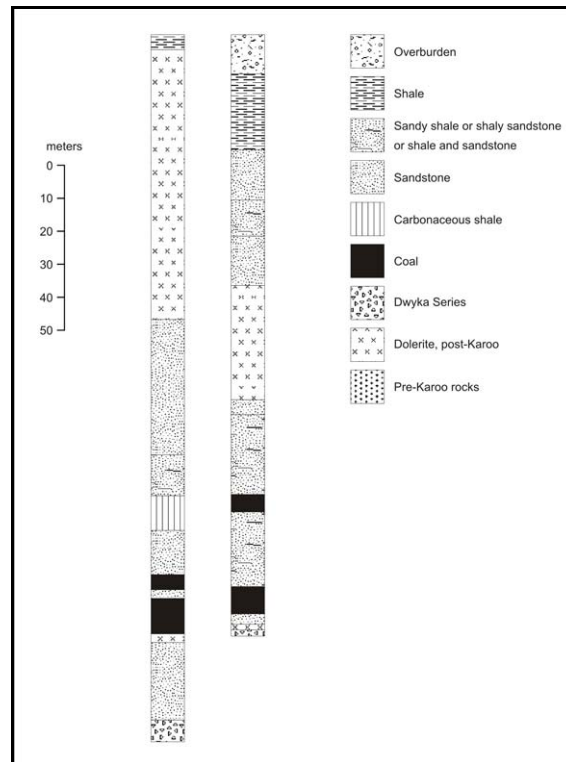 meters
0
10
20
30
40
50
Overburden
Shale
Sandy shale or shaly sandstone
or shale and sandstone
Sandstone
Carbonaceous shale
Coal
Dwyka Series
Dolerite, post-Karoo
Pre-Karoo rocks